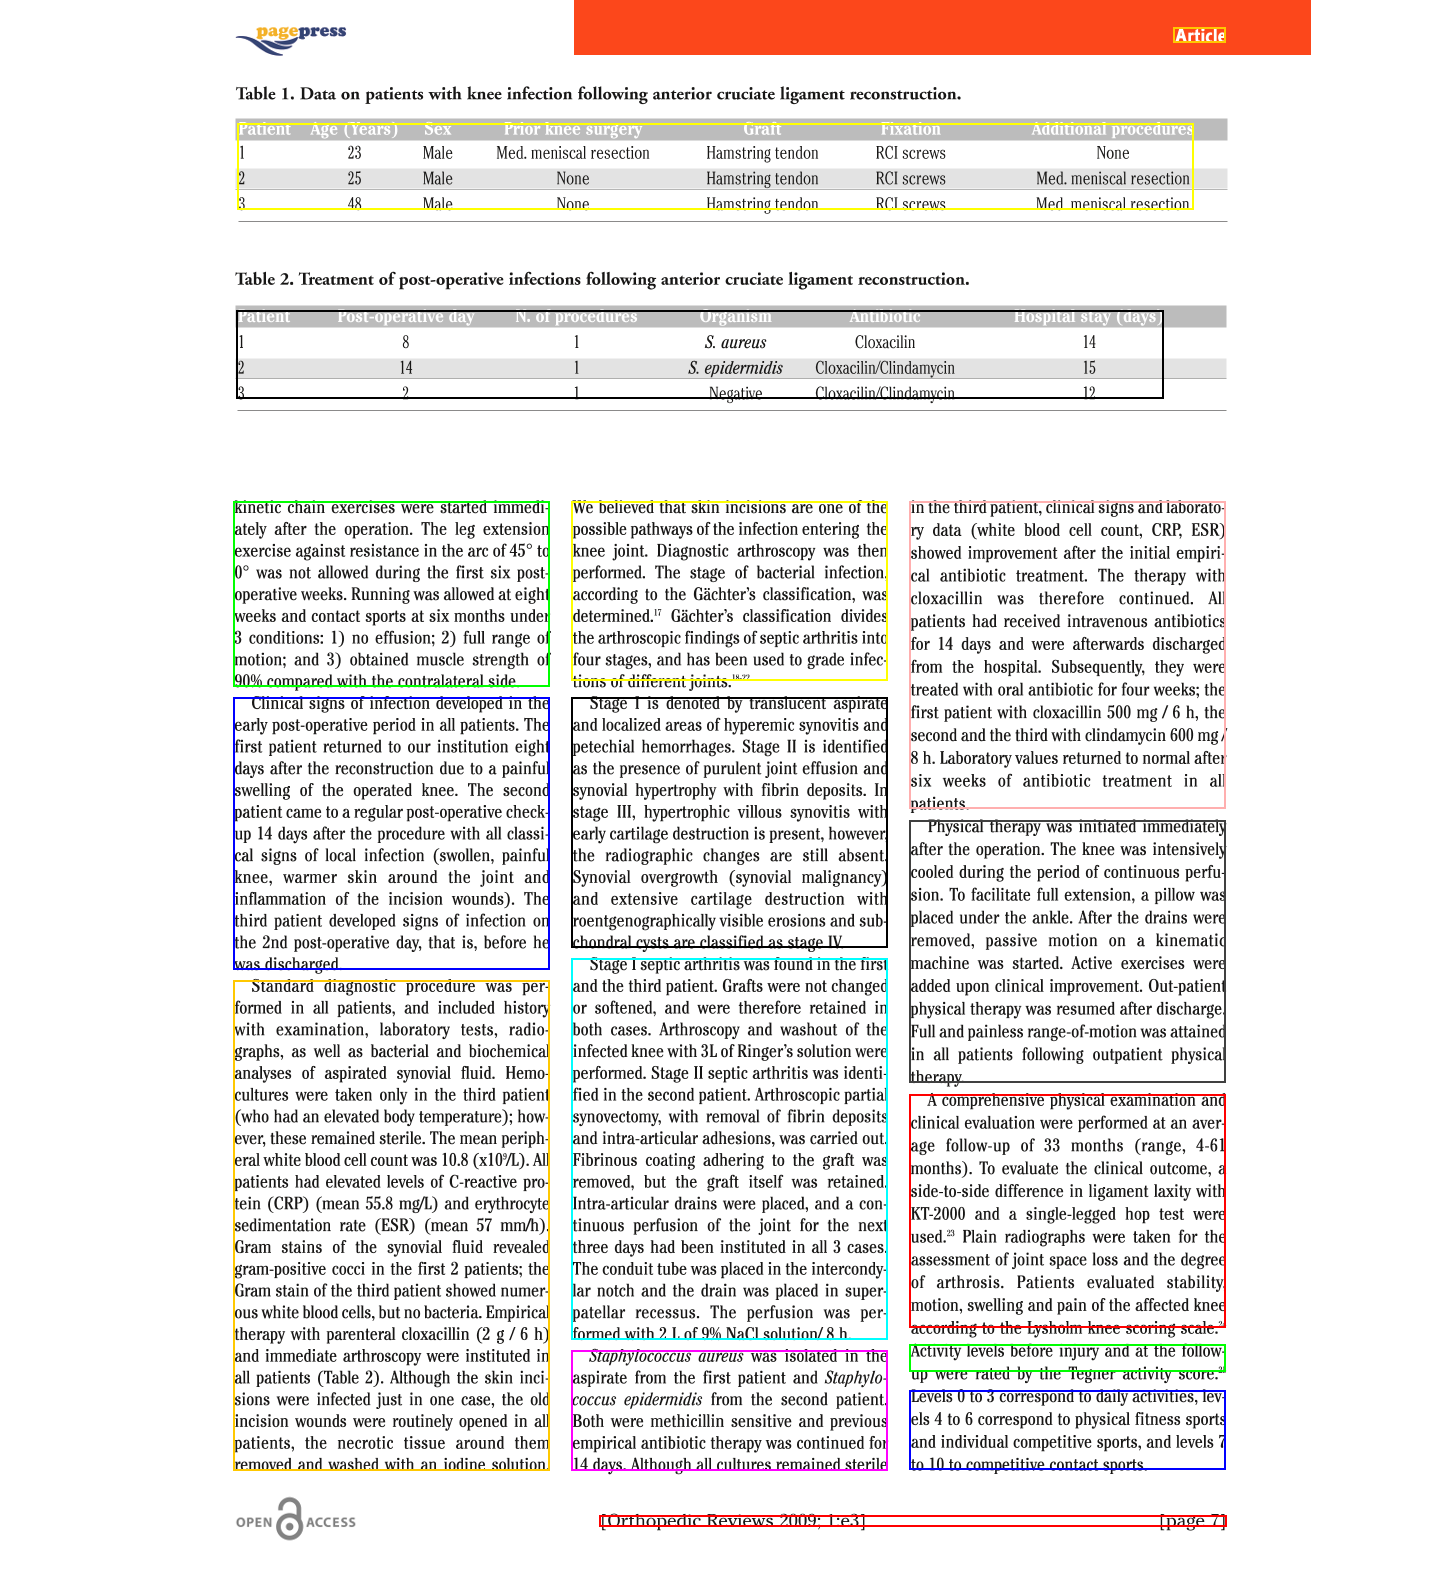 pagepress
Article
Table 1. Data on patients with knee infection following anterior cruciate ligament reconstruction.
Patient Age (Years) Sex Prior knee surgery Graft Fixation Additional procedures
1 23 Male Med. meniscal resection Hamstring tendon RCI screws None
2 25 Male None Hamstring tendon RCI screws Med. meniscal resection
3 48 Male None Hamstring tendon RCI screws Med. meniscal resection
Table 2. Treatment of post-operative infections following anterior cruciate ligament reconstruction.
Patient Post-operative day N. of procedures Organism Antibiotic Hospital stay (days)
1 8 1 S. aureus Cloxacilin 14
2 14 1 S. epidermidis Cloxacilin/Clindamycin 15
3 2 1 Negative Cloxacilin/Clindamycin 12
kinetic chain exercises were started immedi-
ately after the operation. The leg extension
exercise against resistance in the arc of 45° to
0° was not allowed during the first six post-
operative weeks. Running was allowed at eight
weeks and contact sports at six months under
3 conditions: 1) no effusion; 2) full range of
motion; and 3) obtained muscle strength of
90% compared with the contralateral side.
Clinical signs of infection developed in the
early post-operative period in all patients. The
first patient returned to our institution eight
days after the reconstruction due to a painful
swelling of the operated knee. The second
patient came to a regular post-operative check-
up 14 days after the procedure with all classi-
cal signs of local infection (swollen, painful
knee, warmer skin around the joint and
inflammation of the incision wounds). The
third patient developed signs of infection on
the 2nd post-operative day, that is, before he
was discharged.
Standard diagnostic procedure was per-
formed in all patients, and included history
with examination, laboratory tests, radio-
graphs, as well as bacterial and biochemical
analyses of aspirated synovial fluid. Hemo-
cultures were taken only in the third patient
(who had an elevated body temperature); how-
ever, these remained sterile. The mean periph-
eral white blood cell count was 10.8 (x10⁹/L). All
patients had elevated levels of C-reactive pro-
tein (CRP) (mean 55.8 mg/L) and erythrocyte
sedimentation rate (ESR) (mean 57 mm/h).
Gram stains of the synovial fluid revealed
gram-positive cocci in the first 2 patients; the
Gram stain of the third patient showed numer-
ous white blood cells, but no bacteria. Empirical
therapy with parenteral cloxacillin (2 g / 6 h)
and immediate arthroscopy were instituted in
all patients (Table 2). Although the skin inci-
sions were infected just in one case, the old
incision wounds were routinely opened in all
patients, the necrotic tissue around them
removed and washed with an iodine solution.
We believed that skin incisions are one of the
possible pathways of the infection entering the
knee joint. Diagnostic arthroscopy was then
performed. The stage of bacterial infection,
according to the Gächter's classification, was
determined.¹⁷ Gächter's classification divides
the arthroscopic findings of septic arthritis into
four stages, and has been used to grade infec-
tions of different joints.¹⁸⁻²²
Stage I is denoted by translucent aspirate
and localized areas of hyperemic synovitis and
petechial hemorrhages. Stage II is identified
as the presence of purulent joint effusion and
synovial hypertrophy with fibrin deposits. In
stage III, hypertrophic villous synovitis with
early cartilage destruction is present, however,
the radiographic changes are still absent.
Synovial overgrowth (synovial malignancy)
and extensive cartilage destruction with
roentgenographically visible erosions and sub-
chondral cysts are classified as stage IV.
Stage I septic arthritis was found in the first
and the third patient. Grafts were not changed
or softened, and were therefore retained in
both cases. Arthroscopy and washout of the
infected knee with 3L of Ringer's solution were
performed. Stage II septic arthritis was identi-
fied in the second patient. Arthroscopic partial
synovectomy, with removal of fibrin deposits
and intra-articular adhesions, was carried out.
Fibrinous coating adhering to the graft was
removed, but the graft itself was retained.
Intra-articular drains were placed, and a con-
tinuous perfusion of the joint for the next
three days had been instituted in all 3 cases.
The conduit tube was placed in the intercondy-
lar notch and the drain was placed in super-
patellar recessus. The perfusion was per-
formed with 2 L of 9% NaCl solution/ 8 h.
Staphylococcus aureus was isolated in the
aspirate from the first patient and Staphylo-
coccus epidermidis from the second patient.
Both were methicillin sensitive and previous
empirical antibiotic therapy was continued for
14 days. Although all cultures remained sterile
in the third patient, clinical signs and laborato-
ry data (white blood cell count, CRP, ESR)
showed improvement after the initial empiri-
cal antibiotic treatment. The therapy with
cloxacillin was therefore continued. All
patients had received intravenous antibiotics
for 14 days and were afterwards discharged
from the hospital. Subsequently, they were
treated with oral antibiotic for four weeks; the
first patient with cloxacillin 500 mg / 6 h, the
second and the third with clindamycin 600 mg /
8 h. Laboratory values returned to normal after
six weeks of antibiotic treatment in all
patients.
Physical therapy was initiated immediately
after the operation. The knee was intensively
cooled during the period of continuous perfu-
sion. To facilitate full extension, a pillow was
placed under the ankle. After the drains were
removed, passive motion on a kinematic
machine was started. Active exercises were
added upon clinical improvement. Out-patient
physical therapy was resumed after discharge.
Full and painless range-of-motion was attained
in all patients following outpatient physical
therapy.
A comprehensive physical examination and
clinical evaluation were performed at an aver-
age follow-up of 33 months (range, 4-61
months). To evaluate the clinical outcome, a
side-to-side difference in ligament laxity with
KT-2000 and a single-legged hop test were
used.²³ Plain radiographs were taken for the
assessment of joint space loss and the degree
of arthrosis. Patients evaluated stability,
motion, swelling and pain of the affected knee
according to the Lysholm knee scoring scale.
Activity levels before injury and at the follow-
up were rated by the Tegner activity score.
Levels 0 to 3 correspond to daily activities, lev-
els 4 to 6 correspond to physical fitness sports
and individual competitive sports, and levels 7
to 10 to competitive contact sports.
OPEN ACCESS
[Orthopedic Reviews 2009; 1:e3] [page 7]